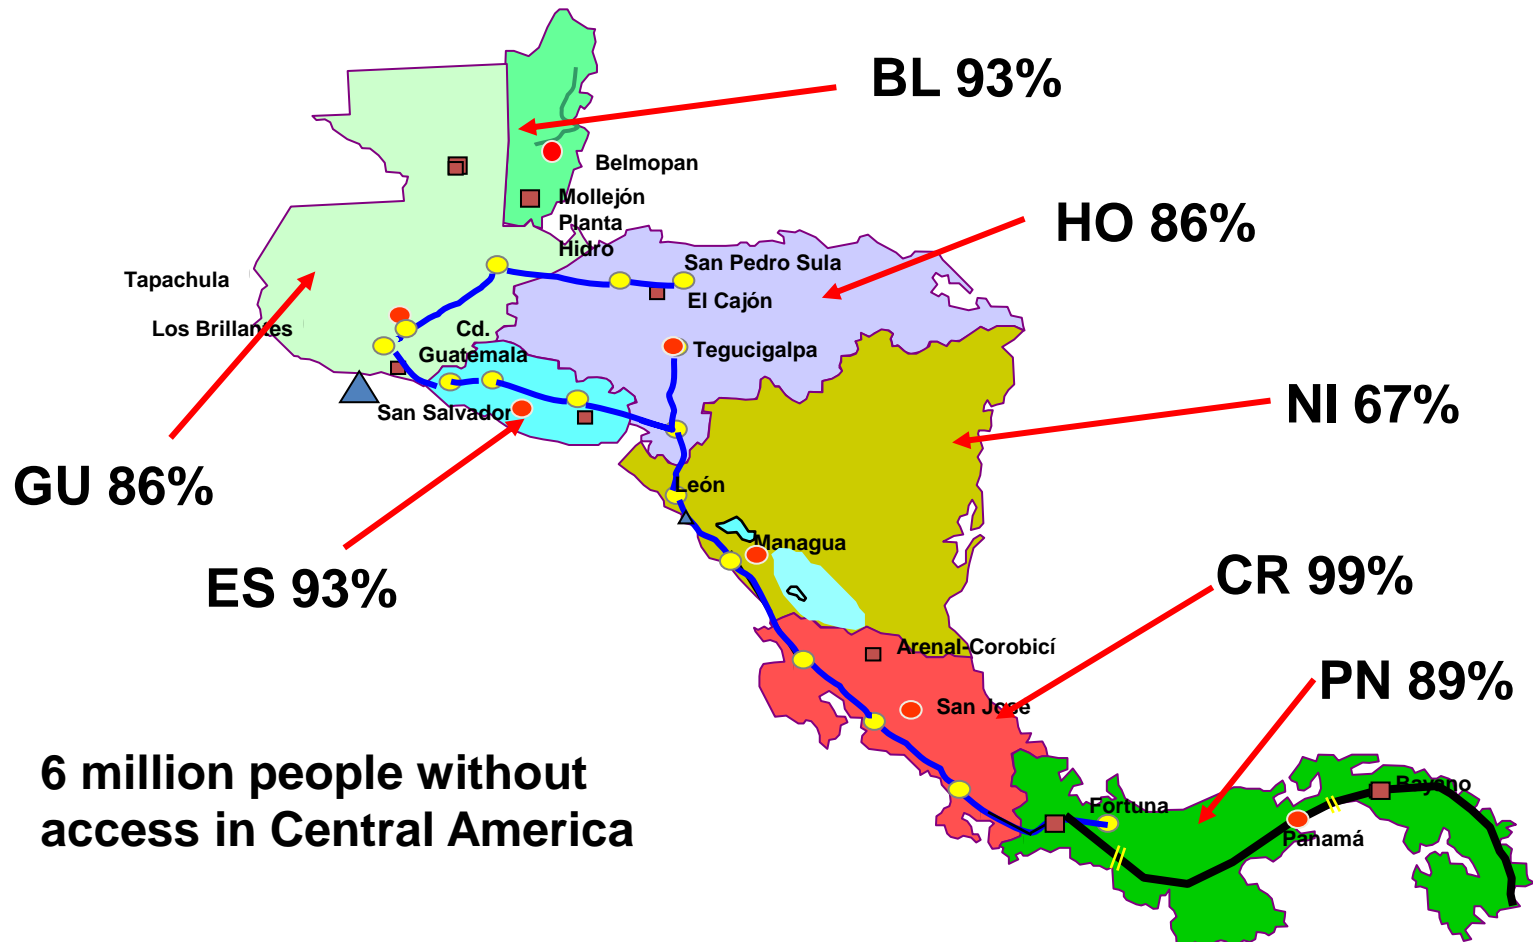 BL 93%
Belmopan
Mollejón
Planta
Hidro
HO 86%
San Pedro Sula
El Cajón
Tapachula
Los Brillantes
Cd.
Guatemala
Tegucigalpa
San Salvador
NI 67%
GU 86%
León
Managua
ES 93%
CR 99%
Arenal-Corobicí
PN 89%
San Jose
6 million people without
access in Central America
Bayano
Fortuna
Panamá